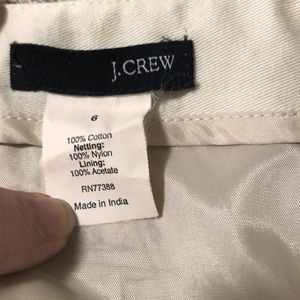 J.CREW
6
100% Cotton
Netting:
100% Nylon
Lining:
100% Acetate
RN77388
Made in India